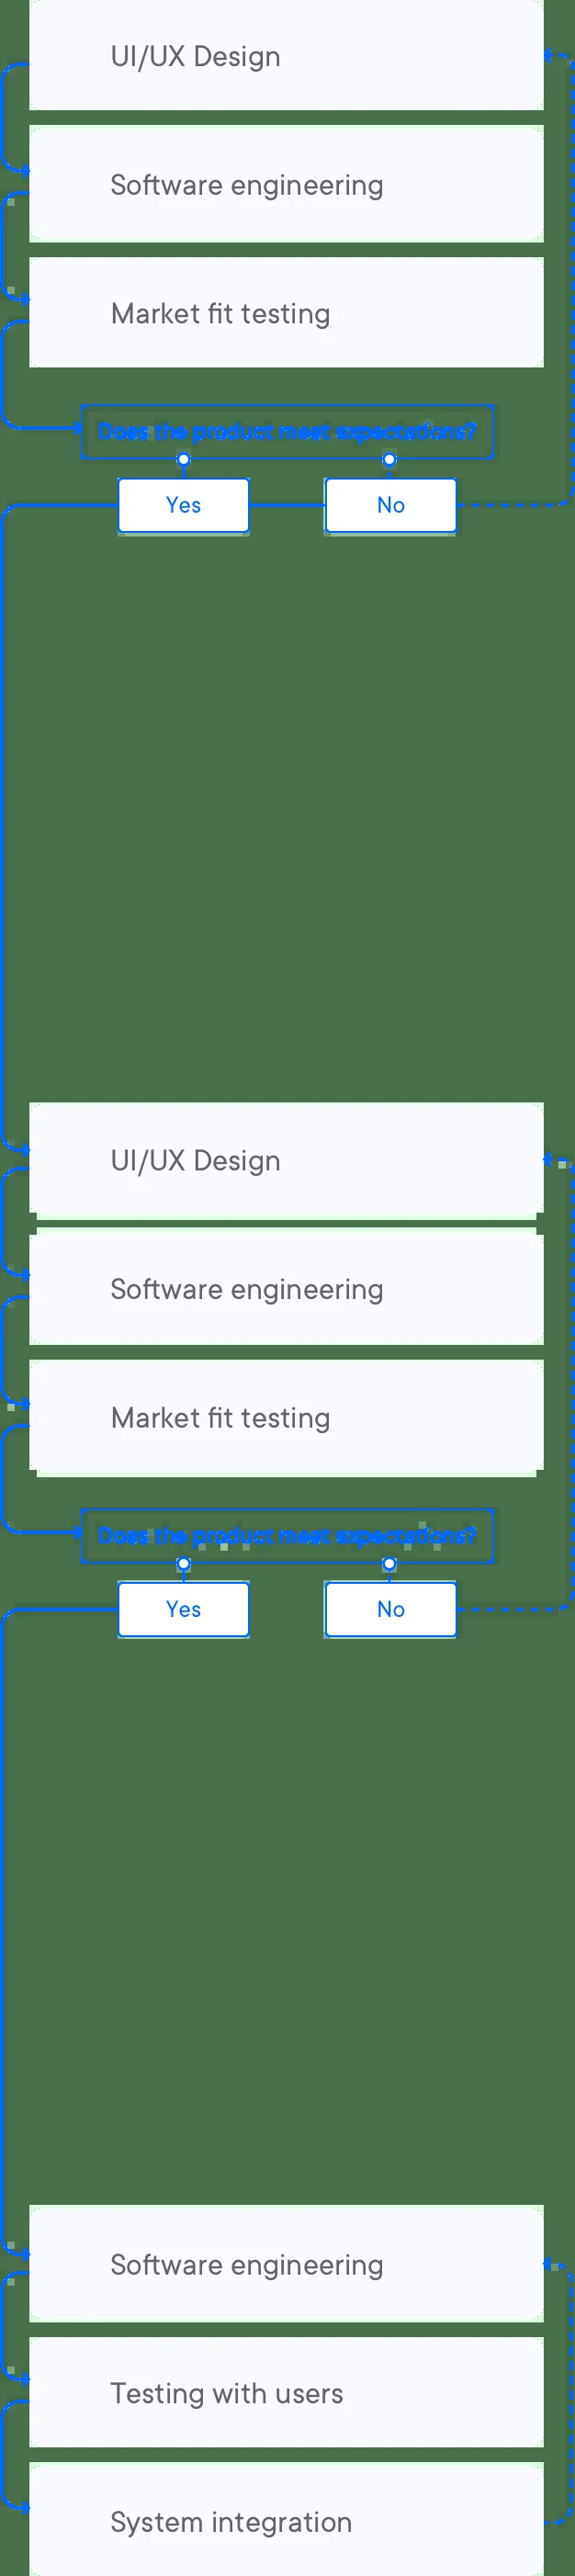 UI/UX Design
Software engineering
Market fit testing
Does the product meet expectations?
Yes No
UI/UX Design
Software engineering
Market fit testing
Does the product meet expectations?
Yes No
Software engineering
Testing with users
System integration